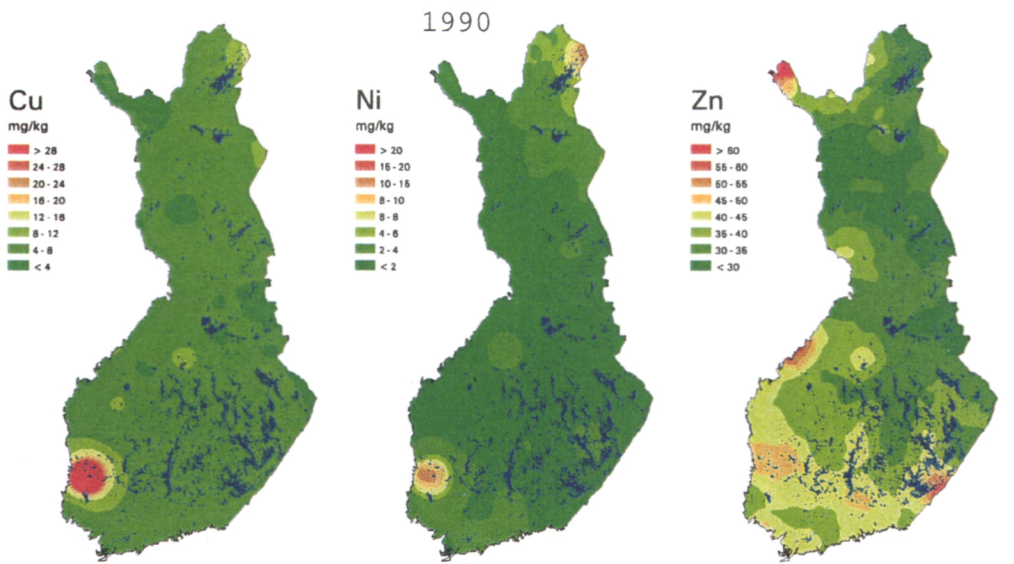 1990
Cu
mg/kg
> 28
24 - 28
20 - 24
16 - 20
12 - 16
8 - 12
4 - 8
< 4
Ni
mg/kg
> 20
15 - 20
10 - 15
8 - 10
6 - 8
4 - 6
2 - 4
< 2
Zn
mg/kg
> 60
55 - 60
50 - 55
45 - 50
40 - 45
35 - 40
30 - 35
< 30